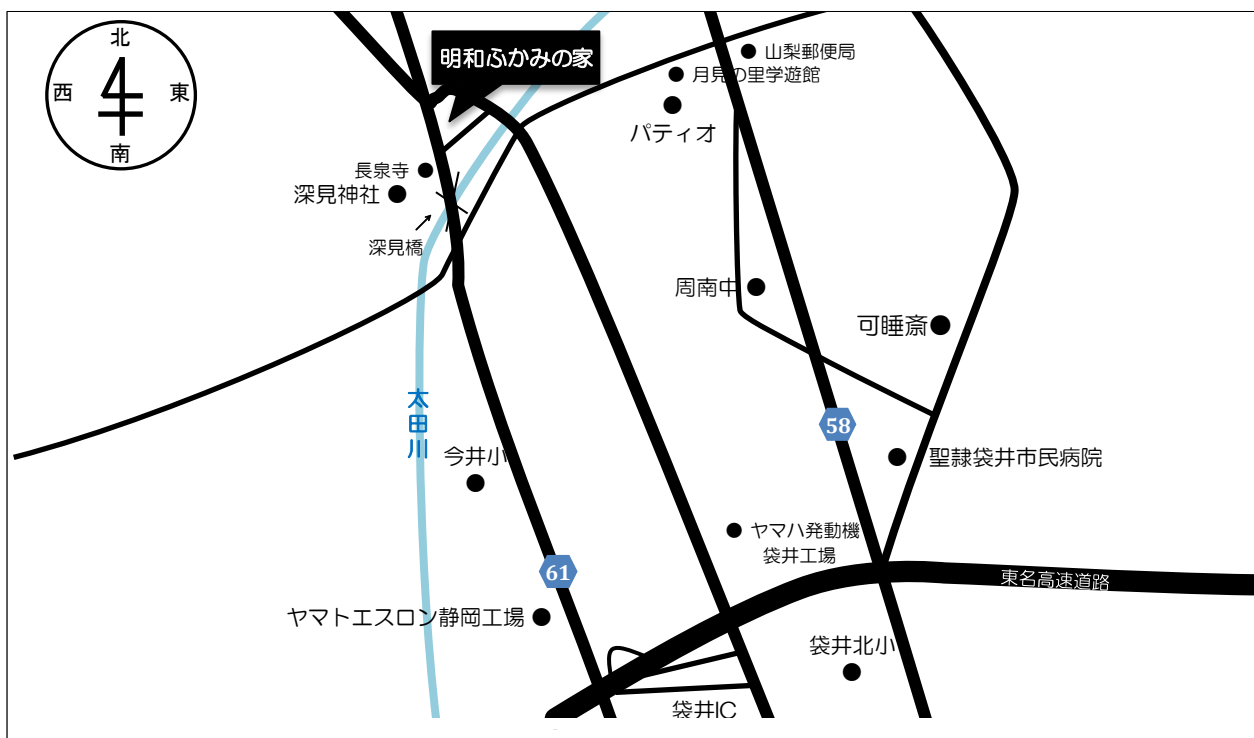 北
西
東
南
明和ふかみの家
山梨郵便局
月見の里学遊館
パティオ
長泉寺
深見神社
深見橋
周南中
可睡斎
太田川
58
今井小
聖隷袋井市民病院
ヤマハ発動機
袋井工場
61
東名高速道路
ヤマトエスロン静岡工場
袋井北小
袋井IC